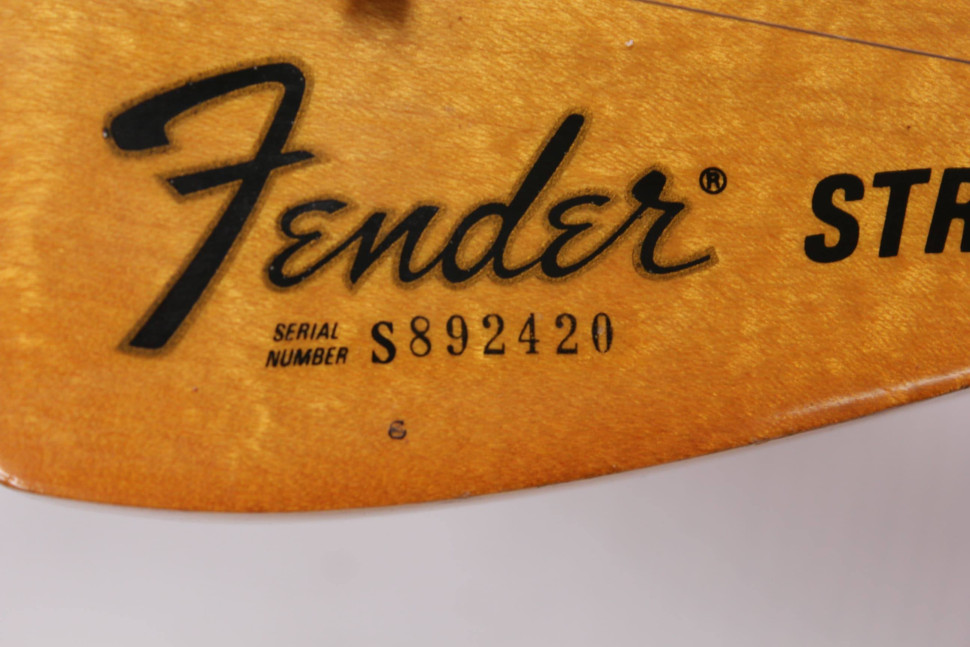 Fender® STR
SERIAL
NUMBER S892420